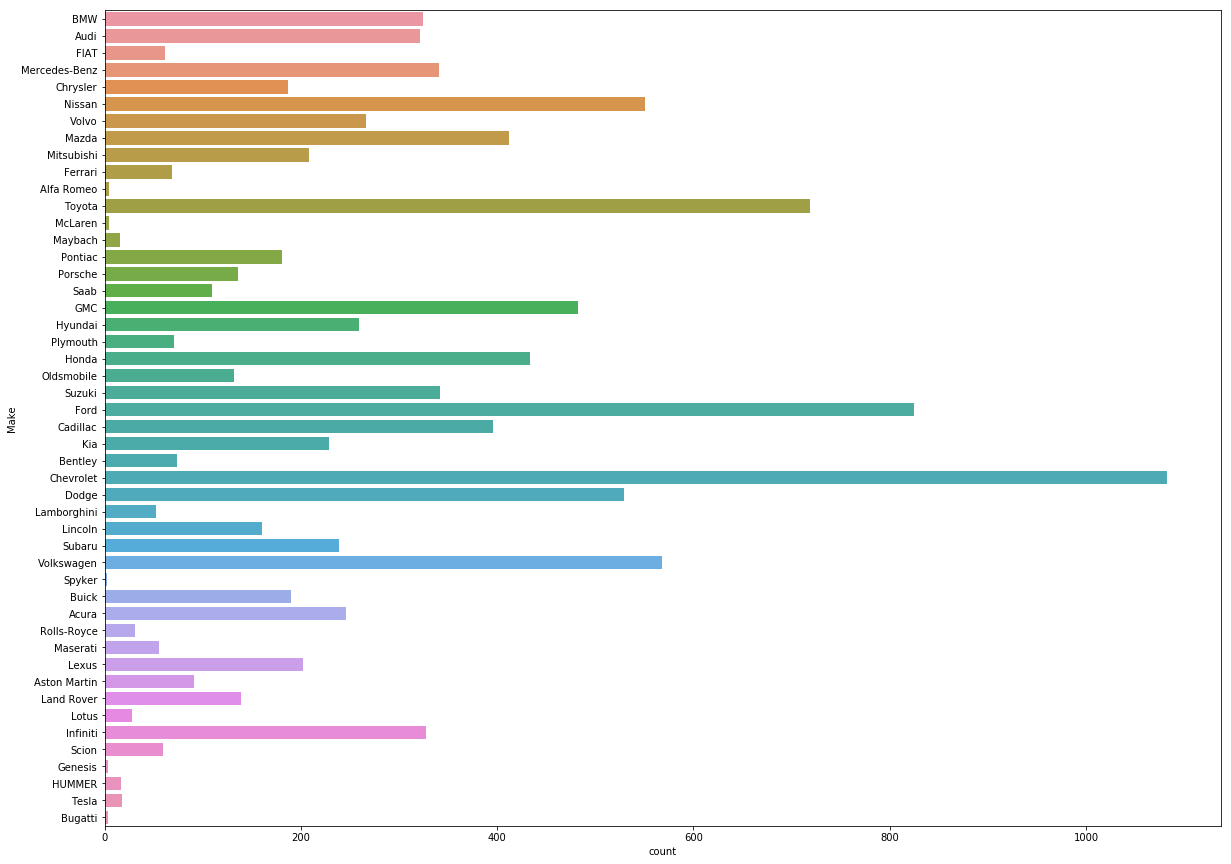 BMW
Audi
FIAT
Mercedes-Benz
Chrysler
Nissan
Volvo
Mazda
Mitsubishi
Ferrari
Alfa Romeo
Toyota
McLaren
Maybach
Pontiac
Porsche
Saab
GMC
Hyundai
Plymouth
Honda
Oldsmobile
Suzuki
Ford
Cadillac
Kia
Bentley
Chevrolet
Dodge
Lamborghini
Lincoln
Subaru
Volkswagen
Spyker
Buick
Acura
Rolls-Royce
Maserati
Lexus
Aston Martin
Land Rover
Lotus
Infiniti
Scion
Genesis
HUMMER
Tesla
Bugatti
Make
0 200 400 600 800 1000
count